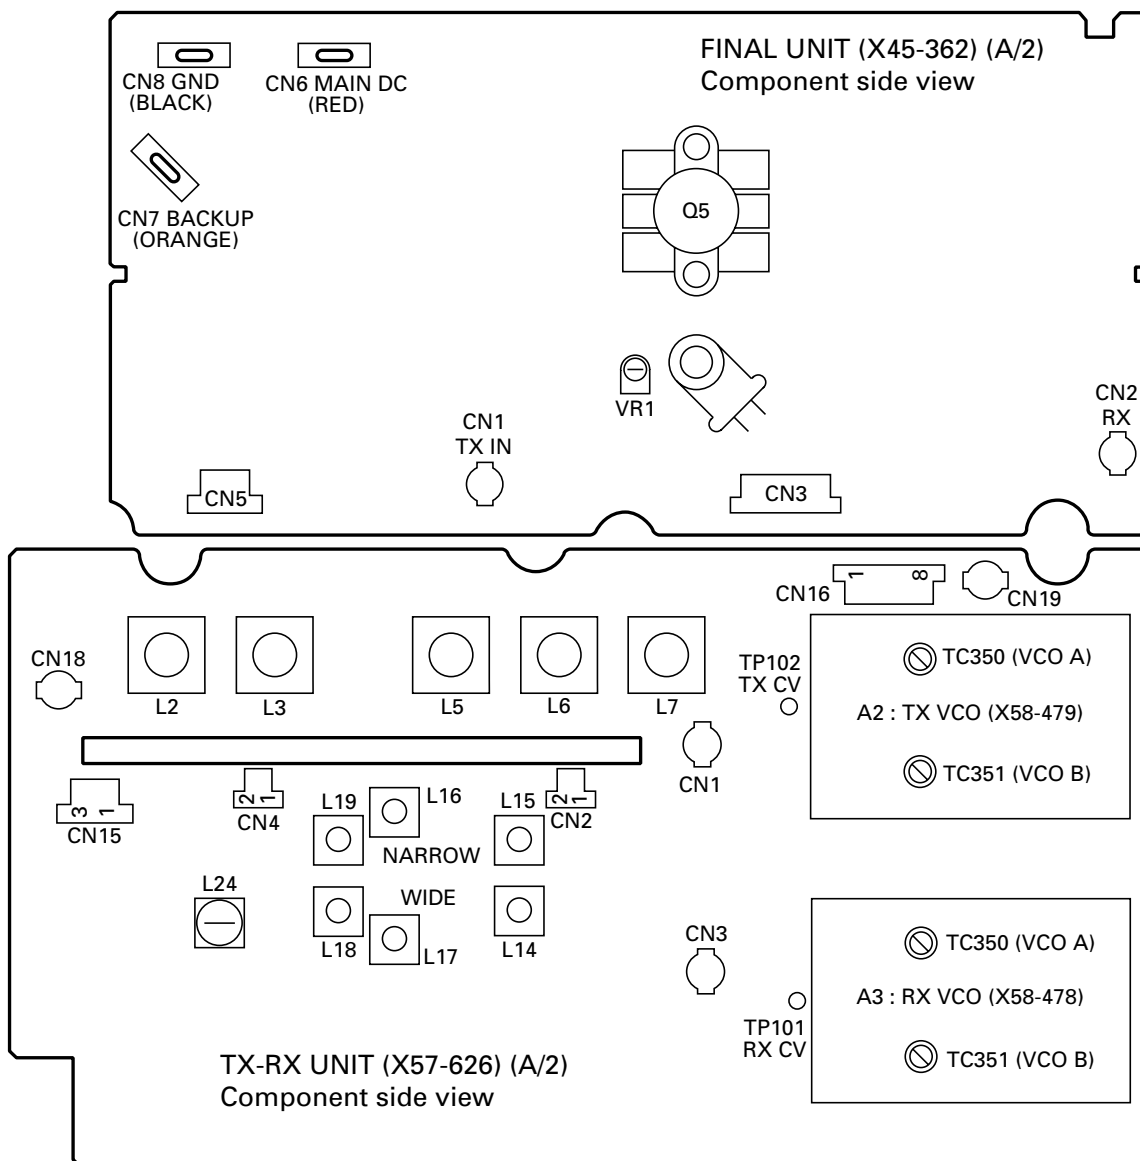 FINAL UNIT (X45-362) (A/2)
Component side view
CN8 GND
(BLACK)
CN6 MAIN DC
(RED)
CN7 BACKUP
(ORANGE)
Q5
VR1
CN1
TX IN
CN2
RX
CN5
CN3
CN16
1 8
CN19
CN18
L2
L3
L5
L6
L7
TP102
TX CV
TC350 (VCO A)
A2 : TX VCO (X58-479)
TC351 (VCO B)
CN1
3 1
CN15
2 1
CN4
L19
L16
L15
2 1
CN2
NARROW
L24
WIDE
L18
L17
L14
CN3
TP101
RX CV
TC350 (VCO A)
A3 : RX VCO (X58-478)
TC351 (VCO B)
TX-RX UNIT (X57-626) (A/2)
Component side view